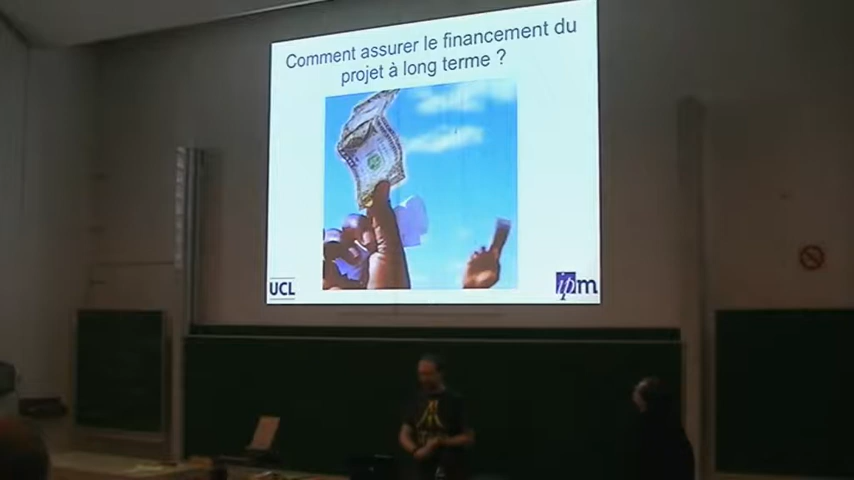 Comment assurer le financement du
projet à long terme ?
UCL
ipm